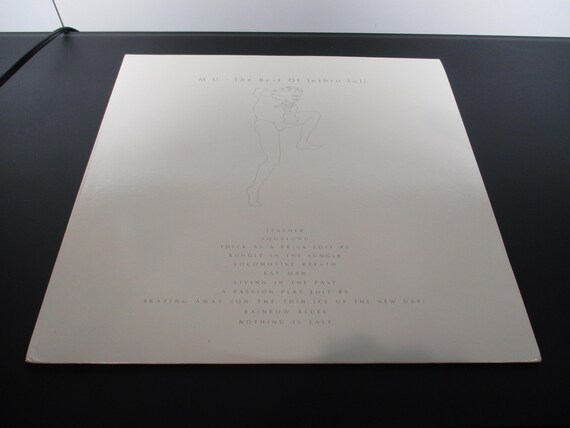 M.U. - The Best Of Jethro Tull
TEACHER
AQUALUNG
THICK AS A BRICK EDIT #1
BUNGLE IN THE JUNGLE
LOCOMOTIVE BREATH
FAT MAN
LIVING IN THE PAST
A PASSION PLAY EDIT #8
SKATING AWAY (ON THE THIN ICE OF THE NEW DAY)
RAINBOW BLUES
NOTHING IS EASY